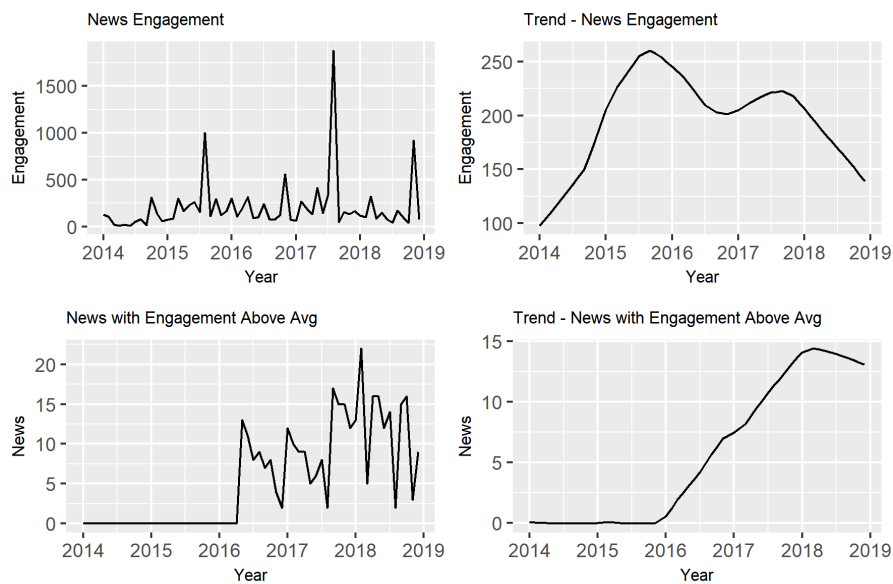 News Engagement
Engagement
1500
1000
500
0
2014 2015 2016 2017 2018 2019
Year
Trend - News Engagement
Engagement
250
200
150
100
2014 2015 2016 2017 2018 2019
Year
News with Engagement Above Avg
News
20
15
10
5
0
2014 2015 2016 2017 2018 2019
Year
Trend - News with Engagement Above Avg
News
15
10
5
0
2014 2015 2016 2017 2018 2019
Year